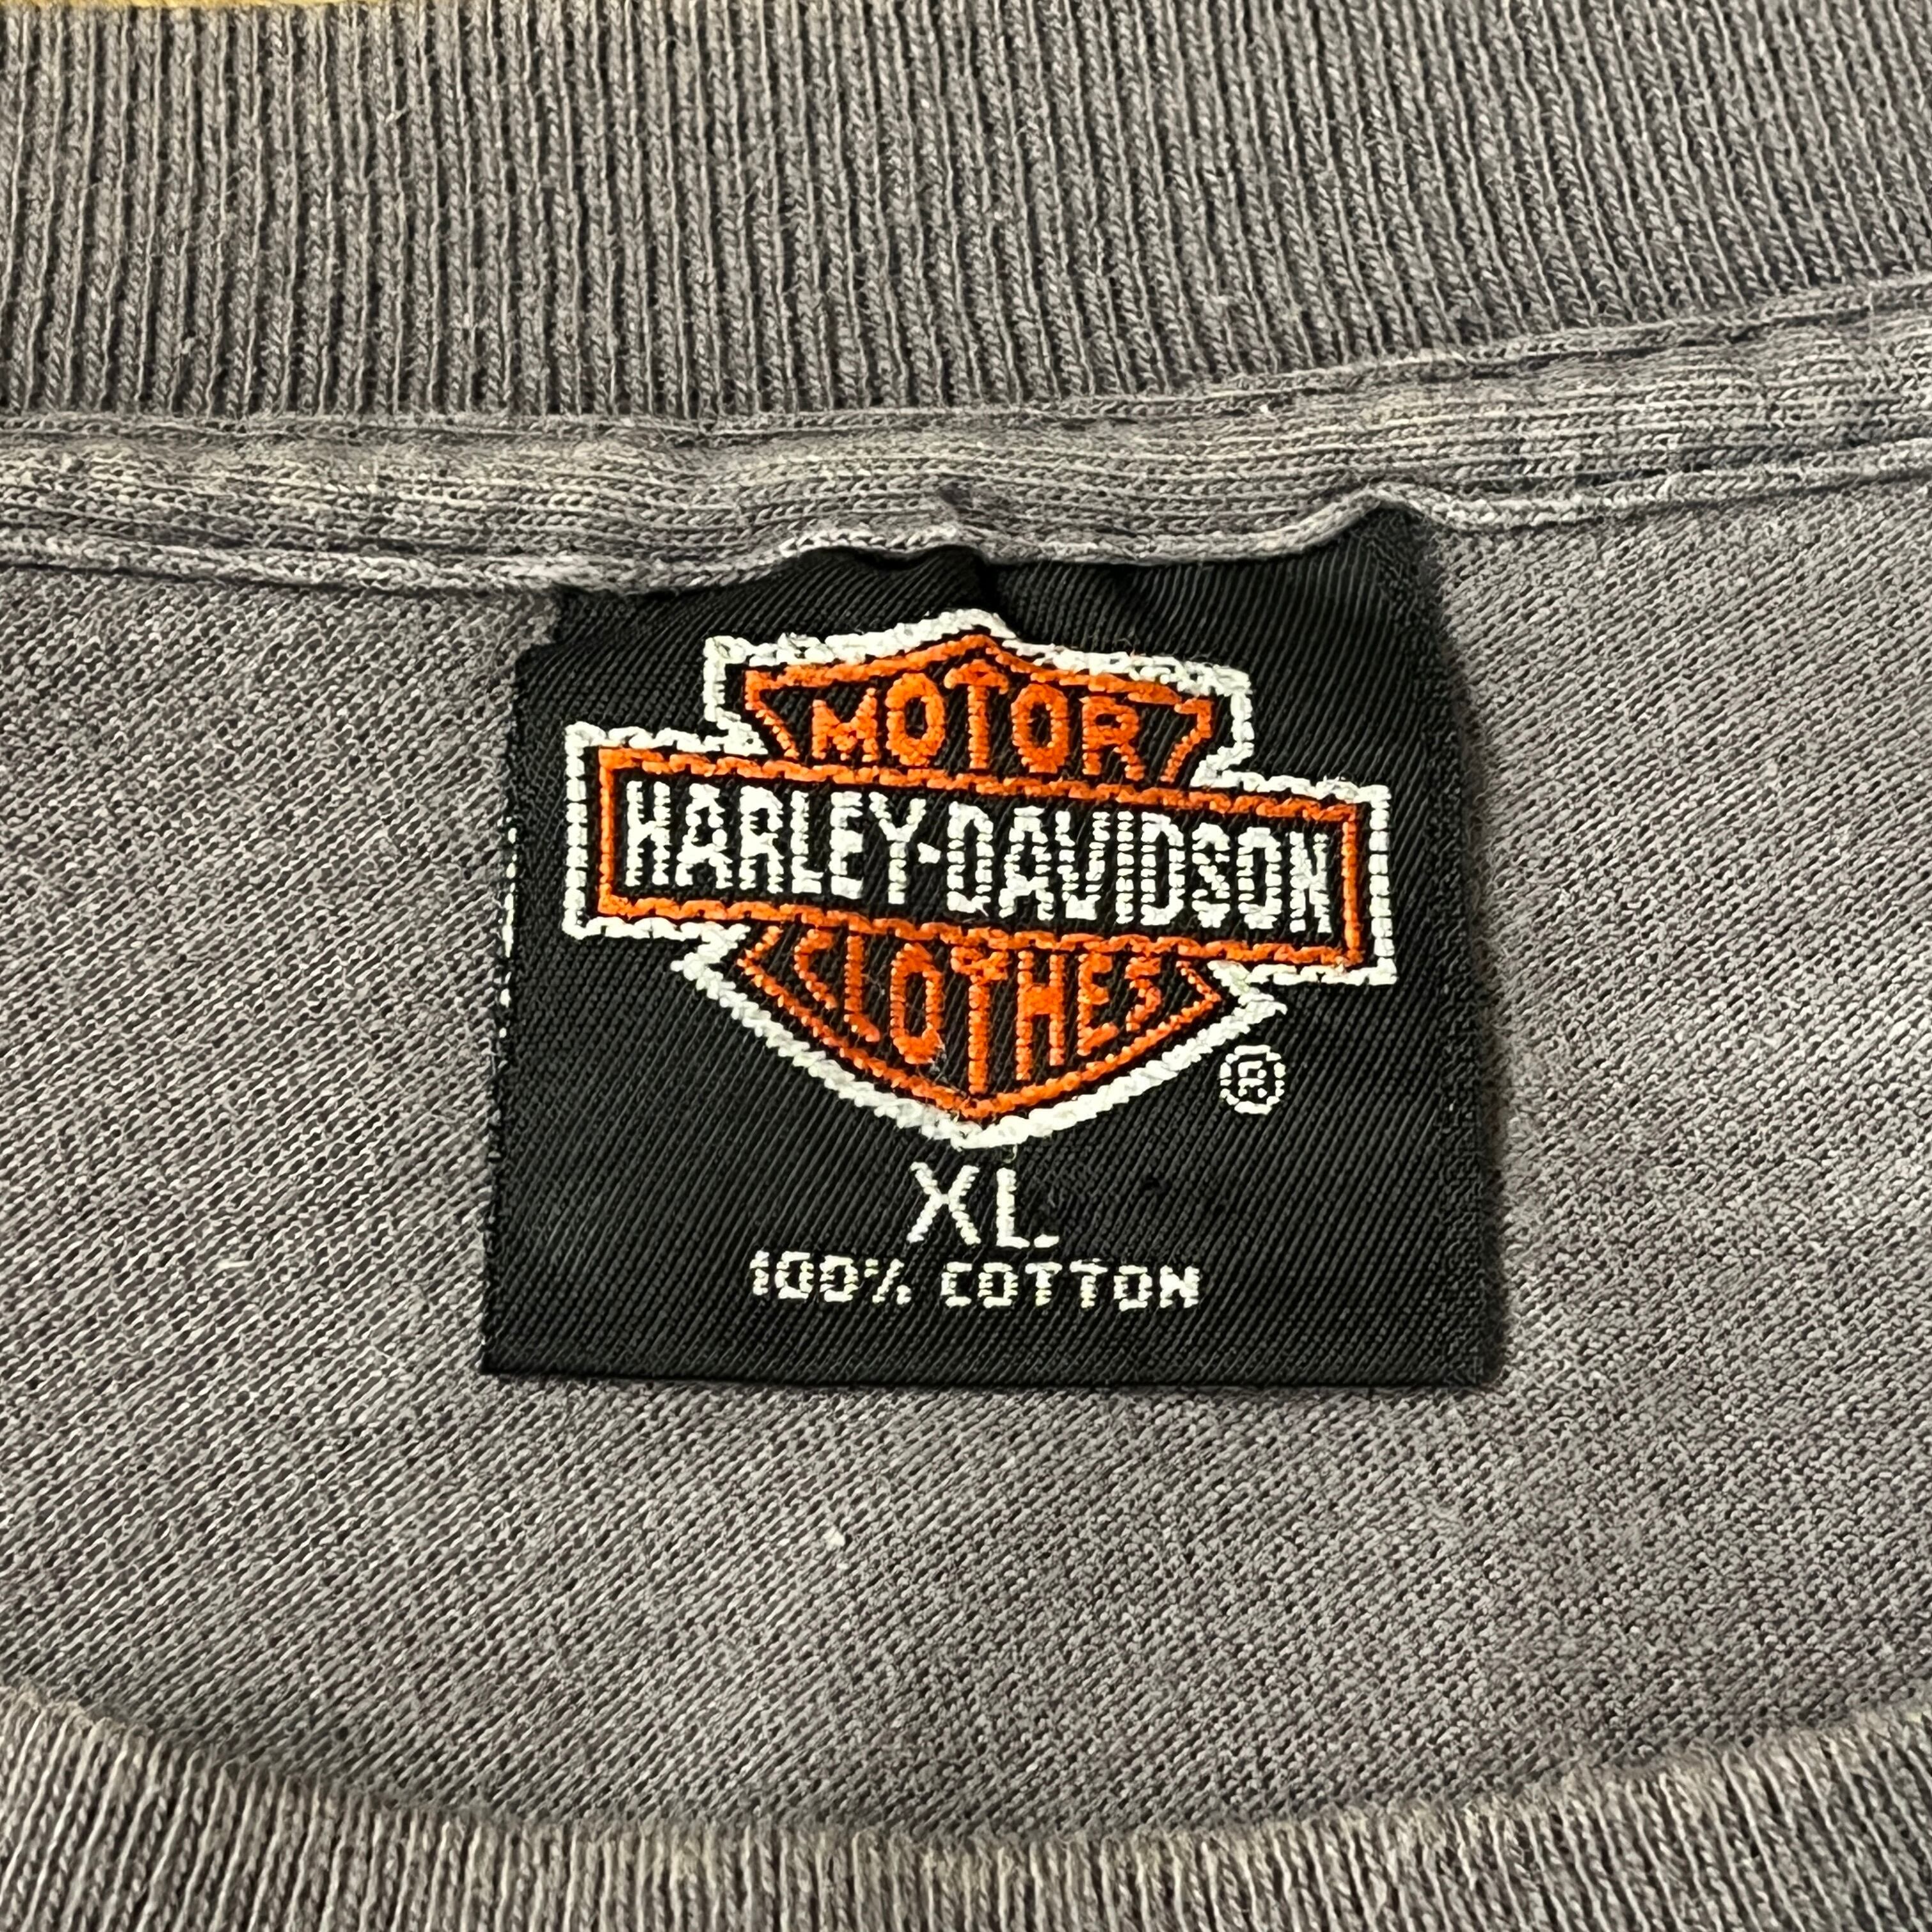 MOTOR
HARLEY-DAVIDSON
CLOTHES
®
XL
100% COTTON